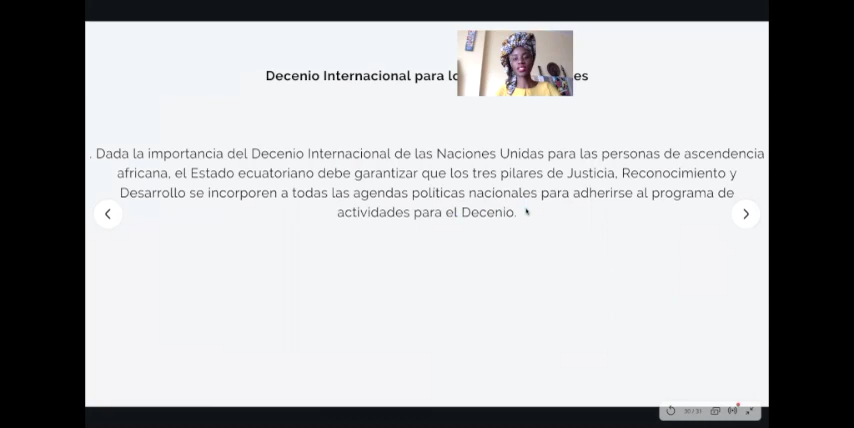 Decenio Internacional para lo es
. Dada la importancia del Decenio Internacional de las Naciones Unidas para las personas de ascendencia
africana, el Estado ecuatoriano debe garantizar que los tres pilares de Justicia, Reconocimiento y
Desarrollo se incorporen a todas las agendas políticas nacionales para adherirse al programa de
actividades para el Decenio.
30 / 31